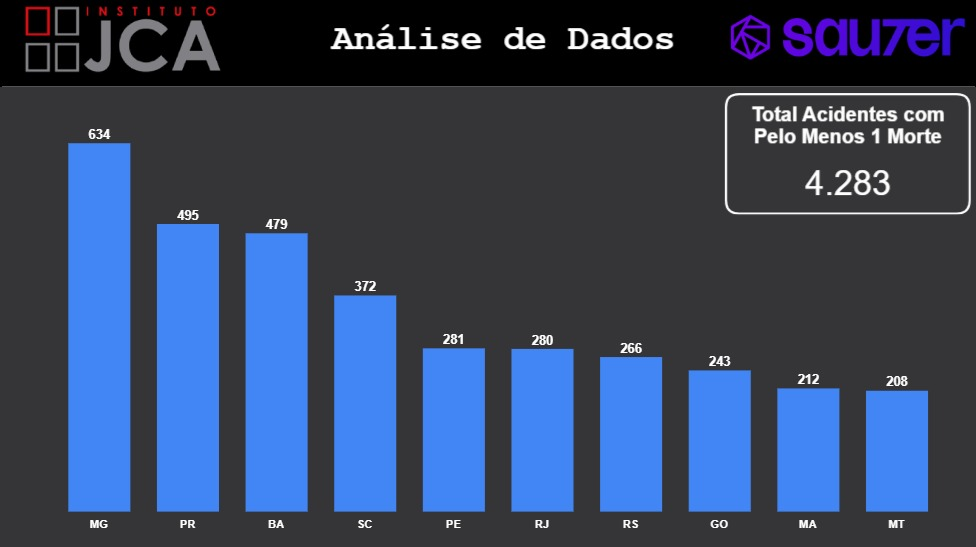 INSTITUTO
JCA
Análise de Dados
sauter
Total Acidentes com
Pelo Menos 1 Morte
4.283
634
495
479
372
281
280
266
243
212
208
MG
PR
BA
SC
PE
RJ
RS
GO
MA
MT